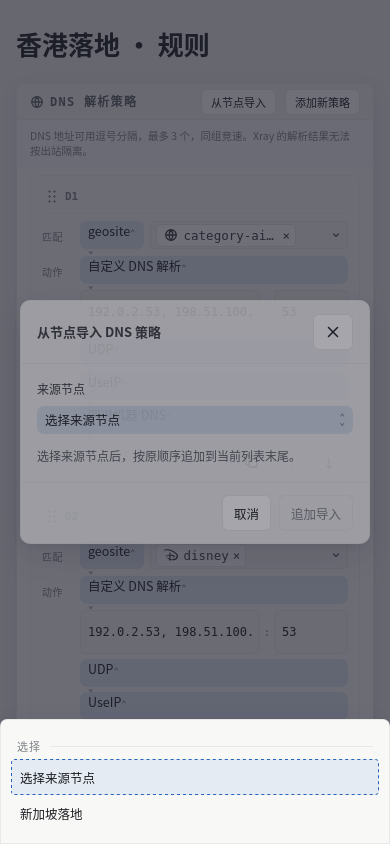 香港落地 · 规则
DNS 解析策略
从节点导入
添加新策略
DNS 地址可用逗号分隔，最多 3 个，同组竞速。Xray 的解析结果无法
按出站隔离。
D1
匹配
geosite
category-ai… ×
动作
自定义 DNS 解析
192.0.2.53, 198.51.100.
53
从节点导入 DNS 策略
×
UDP
UseIP
来源节点
选择来源节点
选择来源节点后，按原顺序追加到当前列表末尾。
取消
追加导入
D2
匹配
geosite
disney ×
动作
自定义 DNS 解析
192.0.2.53, 198.51.100.
:
53
UDP
UseIP
选择
选择来源节点
新加坡落地